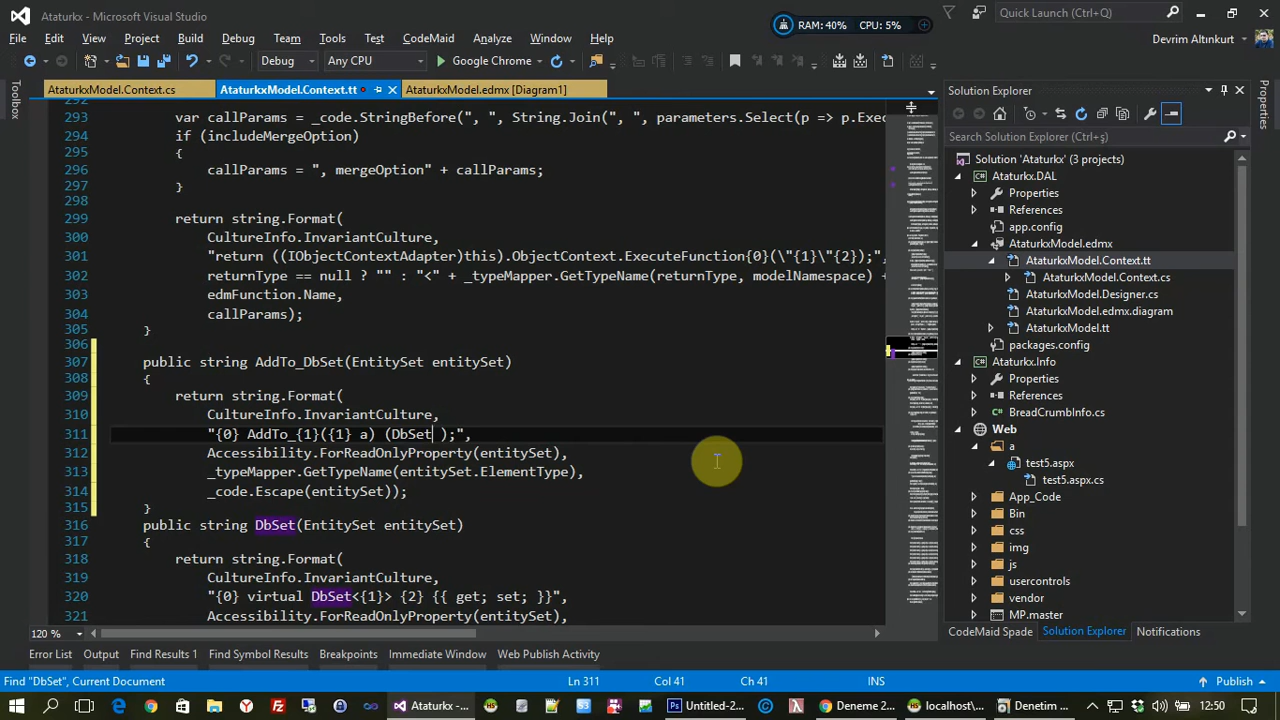 Ataturkx - Microsoft Visual Studio
RAM: 40% CPU: 5%
Quick Launch (Ctrl+Q)
File Edit View Project Build Debug Team Tools Test CodeMaid Analyze Window Help
Devrim Altınkurt
Debug Any CPU Google Chrome
Toolbox
AtaturkxModel.Context.cs AtaturkxModel.Context.tt AtaturkxModel.edmx [Diagram1]
292
293 var callParams = _code.StringBefore(", ", String.Join(", ", parameters.Select(p => p.Exec
294 if (includeMergeOption)
295 {
296 callParams = ", mergeOption" + callParams;
297 }
298
299 return string.Format(
300 CultureInfo.InvariantCulture,
301 "return ((IObjectContextAdapter)this).ObjectContext.ExecuteFunction{0}(\"{1}\"{2});",
302 returnType == null ? "" : "<" + _typeMapper.GetTypeName(returnType, modelNamespace) +
303 edmFunction.Name,
304 callParams);
305 }
306
307 public string AddTo_DbSet(EntitySet entitySet)
308 {
309 return string.Format(
310 CultureInfo.InvariantCulture,
311 "{0} AddTo_{1}({1} a) (DbSet );",
312 Accessibility.ForReadOnlyProperty(entitySet),
313 _typeMapper.GetTypeName(entitySet.ElementType),
314 _code.Escape(entitySet));
315 }
316 public string DbSet(EntitySet entitySet)
317 {
318 return string.Format(
319 CultureInfo.InvariantCulture,
320 "{0} virtual DbSet<{1}> {2} {{ get; set; }}",
321 Accessibility.ForReadOnlyProperty(entitySet),
120 %
Solution Explorer
Search Solution Explorer (Ctrl+ş)
Solution 'Ataturkx' (3 projects)
Ataturkx.DAL
Properties
References
app.config
AtaturkxModel.edmx
AtaturkxModel.Context.tt
AtaturkxModel.Context.cs
AtaturkxModel.Designer.cs
AtaturkxModel.edmx.diagram
AtaturkxModel.tt
packages.config
Ataturkx.Info
Properties
References
BreadCrumbInfo.cs
Web
a
test5.aspx
test5.aspx.cs
App_Code
Bin
css
img
js
usercontrols
vendor
MP.master
CodeMaid Spade Solution Explorer Notifications
Properties
Error List Output Find Results 1 Find Symbol Results Breakpoints Immediate Window Web Publish Activity
Find "DbSet", Current Document Ln 311 Col 41 Ch 41 INS Publish
Ataturkx -... Untitled-2... Deneme 2... localhost\... Denetim ... 12:50